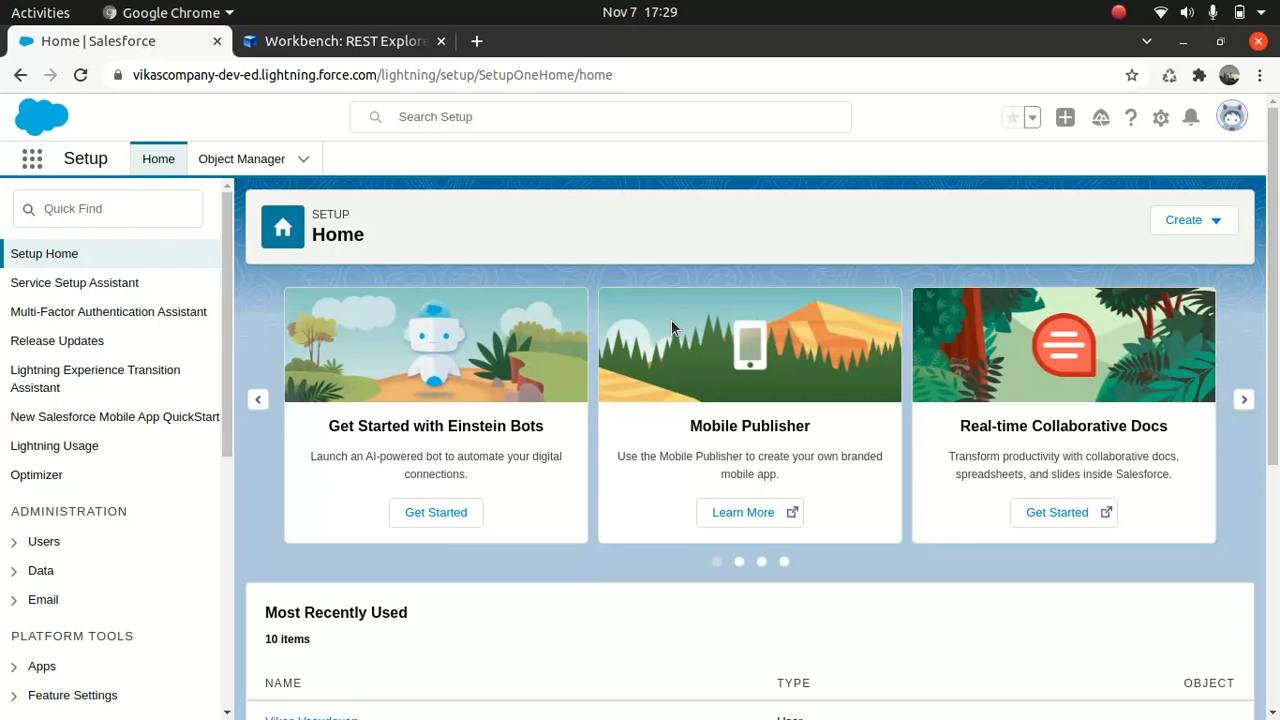 Activities
Google Chrome
Nov 7 17:29
Home | Salesforce
Workbench: REST Explor
vikascompany-dev-ed.lightning.force.com/lightning/setup/SetupOneHome/home
Search Setup
Setup
Home
Object Manager
Quick Find
Setup Home
Service Setup Assistant
Multi-Factor Authentication Assistant
Release Updates
Lightning Experience Transition
Assistant
New Salesforce Mobile App QuickStart
Lightning Usage
Optimizer
ADMINISTRATION
Users
Data
Email
PLATFORM TOOLS
Apps
Feature Settings
SETUP
Home
Create
Get Started with Einstein Bots
Launch an AI-powered bot to automate your digital
connections.
Get Started
Mobile Publisher
Use the Mobile Publisher to create your own branded
mobile app.
Learn More
Real-time Collaborative Docs
Transform productivity with collaborative docs,
spreadsheets, and slides inside Salesforce.
Get Started
Most Recently Used
10 items
NAME
TYPE
OBJECT
User